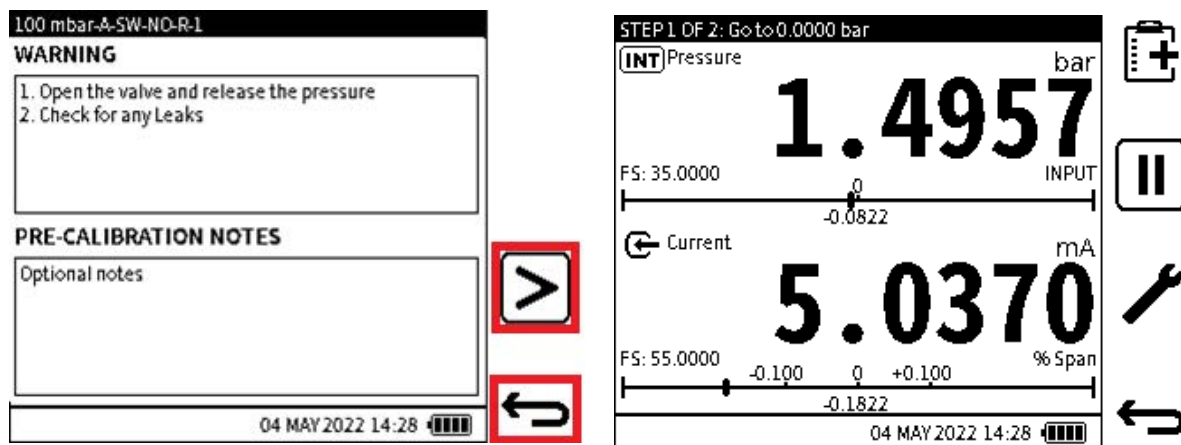 100 mbar-A-SW-NO-R-1
WARNING
1. Open the valve and release the pressure
2. Check for any Leaks
PRE-CALIBRATION NOTES
Optional notes
04 MAY 2022 14:28
STEP 1 OF 2: Go to 0.0000 bar
INT Pressure
bar
1.4957
FS: 35.0000
INPUT
0
-0.0822
Current
mA
5.0370
FS: 55.0000
% Span
-0.100 0 +0.100
-0.1822
04 MAY 2022 14:28